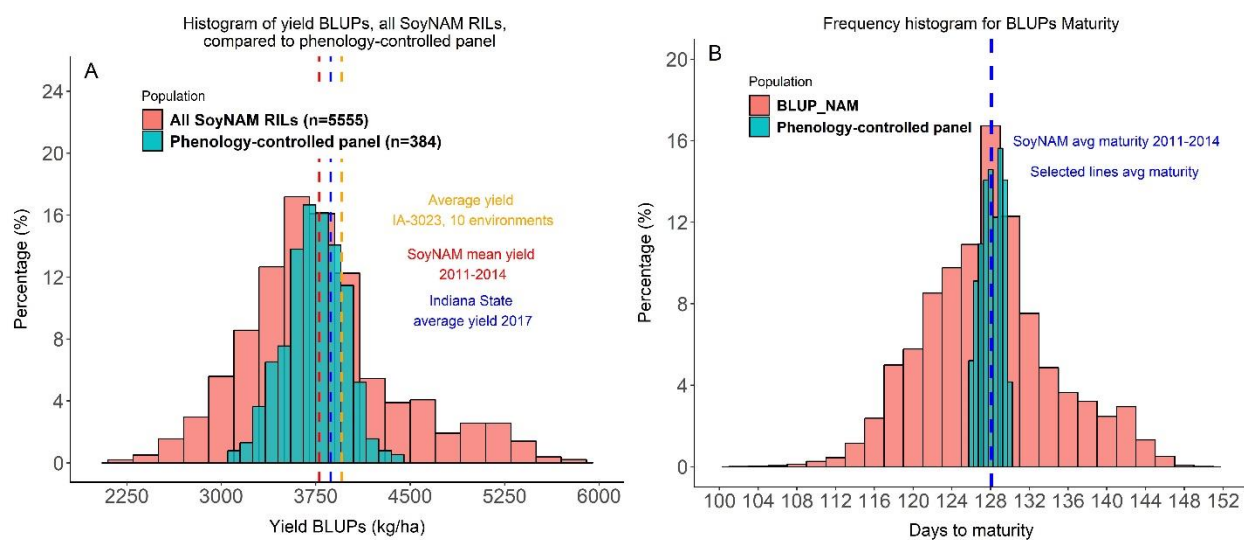 Histogram of yield BLUPs, all SoyNAM RILs,
compared to phenology-controlled panel
A
Population
All SoyNAM RILs (n=5555)
Phenology-controlled panel (n=384)
Average yield
IA-3023, 10 environments
SoyNAM mean yield
2011-2014
Indiana State
average yield 2017
Percentage (%)
24
20
16
12
8
4
0
2250 3000 3750 4500 5250 6000
Yield BLUPs (kg/ha)
Frequency histogram for BLUPs Maturity
B
Population
BLUP_NAM
Phenology-controlled panel
SoyNAM avg maturity 2011-2014
Selected lines avg maturity
Percentage (%)
20
16
12
8
4
0
100 104 108 112 116 120 124 128 132 136 140 144 148 152
Days to maturity